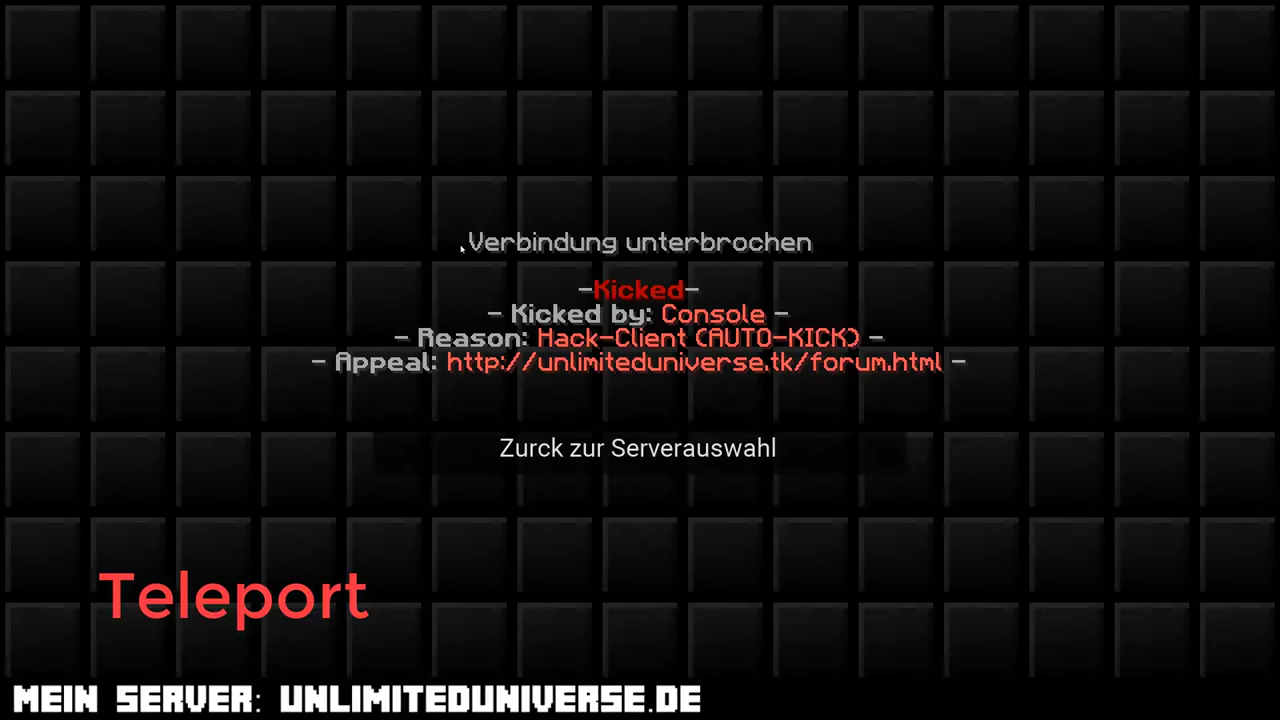 Verbindung unterbrochen
-Kicked-
- Kicked by: Console -
- Reason: Hack-Client (AUTO-KICK) -
- Appeal: http://unlimiteduniverse.tk/forum.html -
Zurck zur Serverauswahl
Teleport
MEIN SERVER: UNLIMITEDUNIVERSE.DE